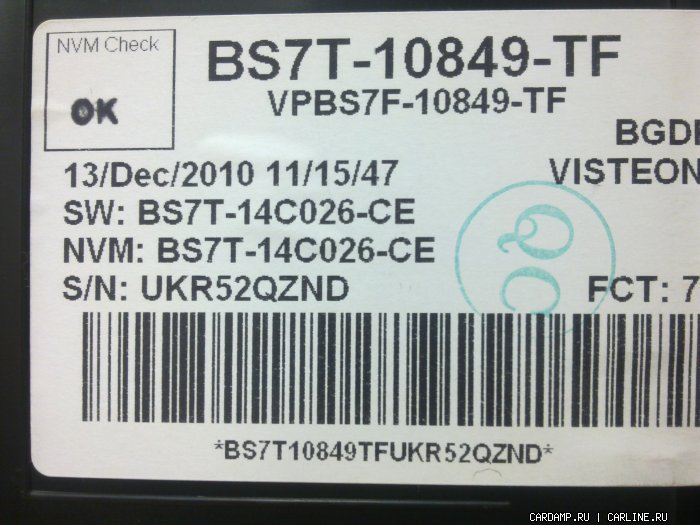 NVM Check
OK
BS7T-10849-TF
VPBS7F-10849-TF
13/Dec/2010 11/15/47
VISTEON
SW: BS7T-14C026-CE
NVM: BS7T-14C026-CE
QC
S/N: UKR52QZND
FCT: 7
*BS7T10849TFUKR52QZND*
CARDAMP.RU | CARLINE.RU